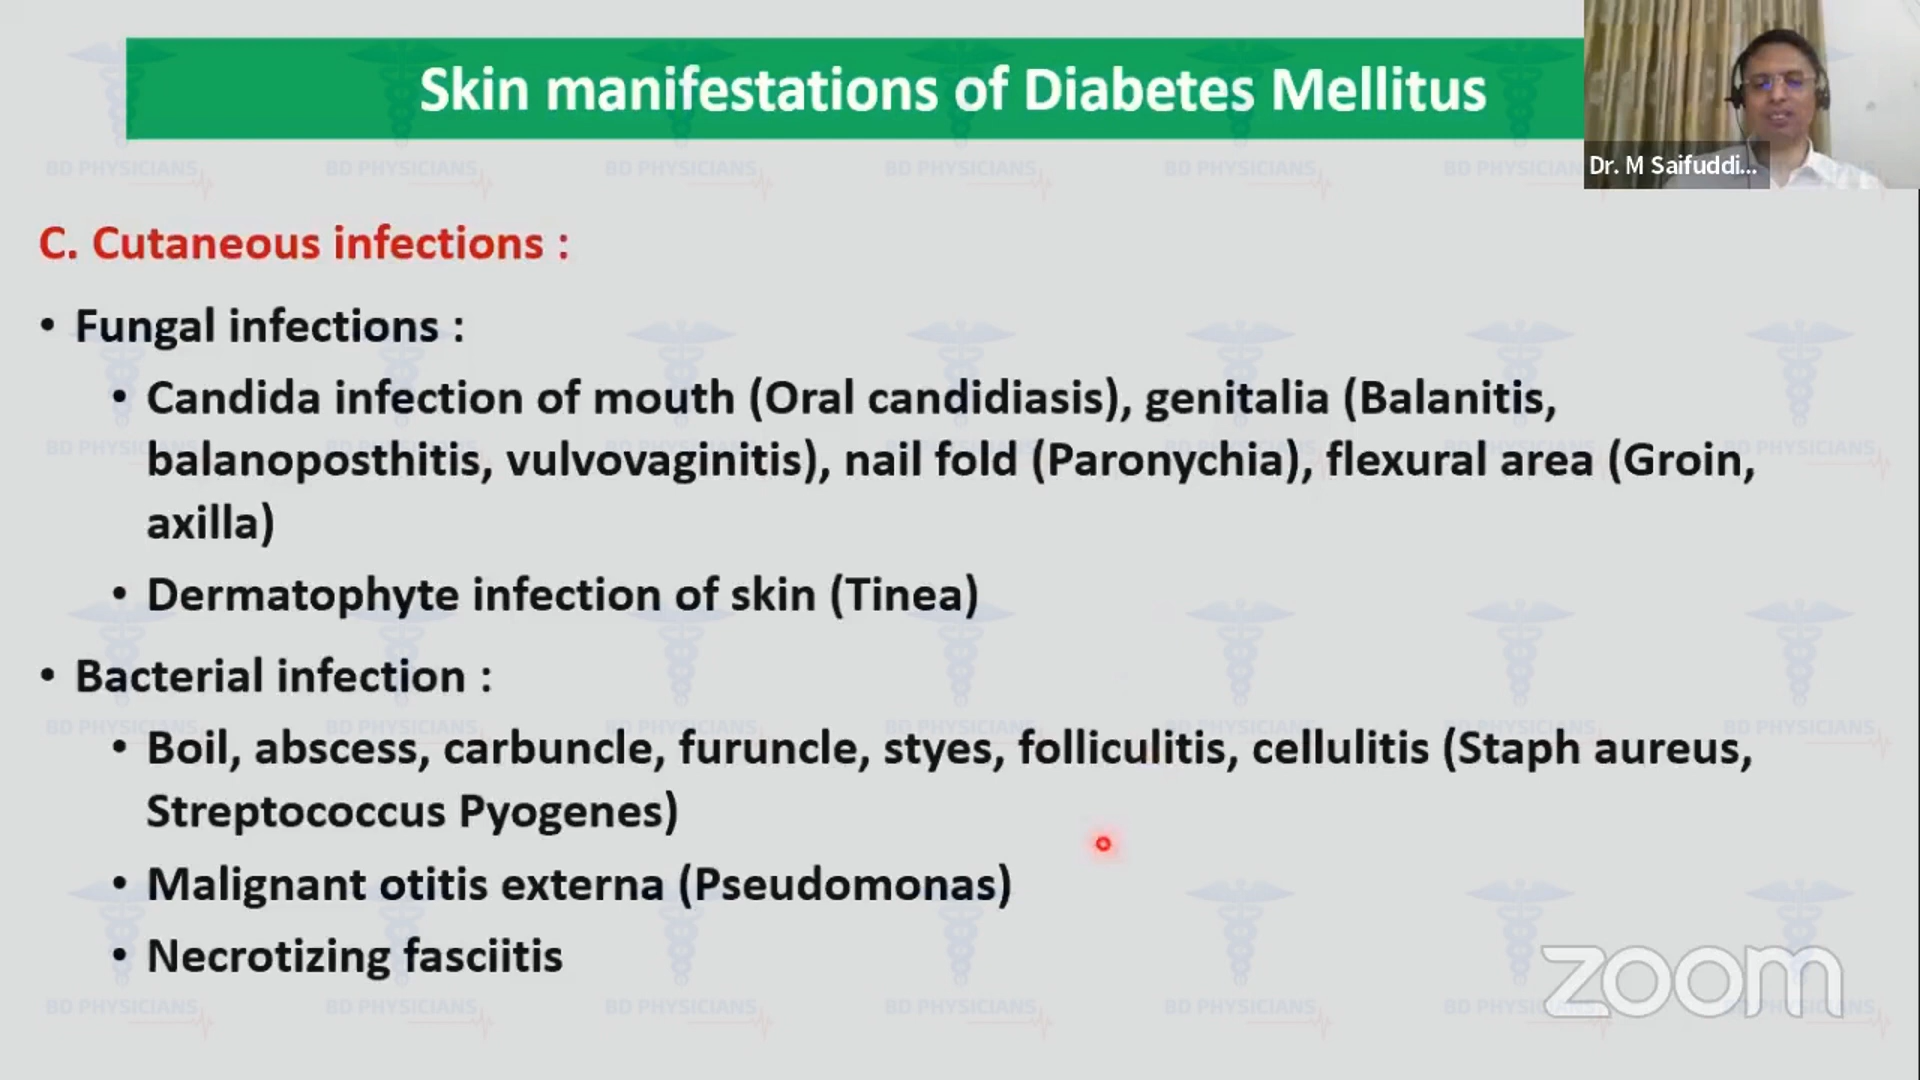 Skin manifestations of Diabetes Mellitus
Dr. M Saifuddi...
C. Cutaneous infections :
• Fungal infections :
• Candida infection of mouth (Oral candidiasis), genitalia (Balanitis,
balanoposthitis, vulvovaginitis), nail fold (Paronychia), flexural area (Groin,
axilla)
• Dermatophyte infection of skin (Tinea)
• Bacterial infection :
• Boil, abscess, carbuncle, furuncle, styes, folliculitis, cellulitis (Staph aureus,
Streptococcus Pyogenes)
• Malignant otitis externa (Pseudomonas)
• Necrotizing fasciitis
zoom
BD PHYSICIANS